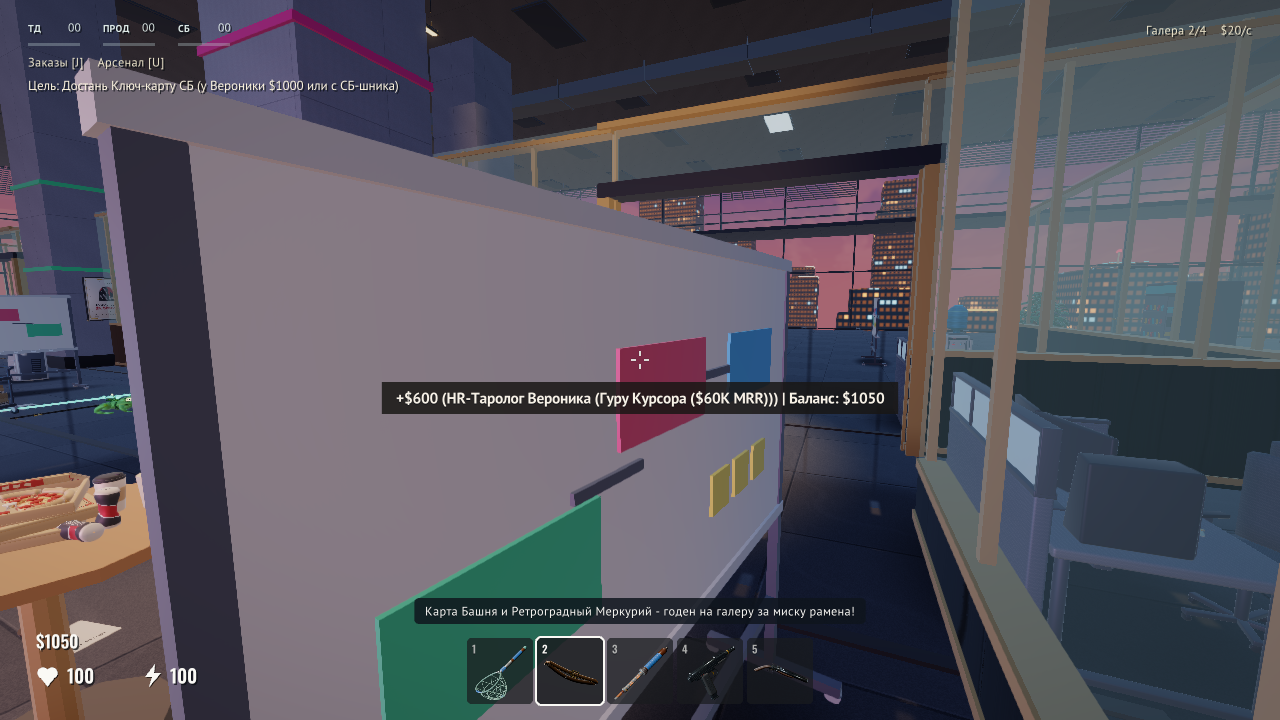 ТД 00 ПРОД 00 СБ 00
Галера 2/4 $20/с
Заказы [J] Арсенал [U]
Цель: Достань Ключ-карту СБ (у Вероники $1000 или с СБ-шника)
+$600 (HR-Таролог Вероника (Гуру Курсора ($60K MRR))) | Баланс: $1050
Карта Башня и Ретроградный Меркурий - годен на галеру за миску рамена!
$1050
100 100
1 2 3 4 5